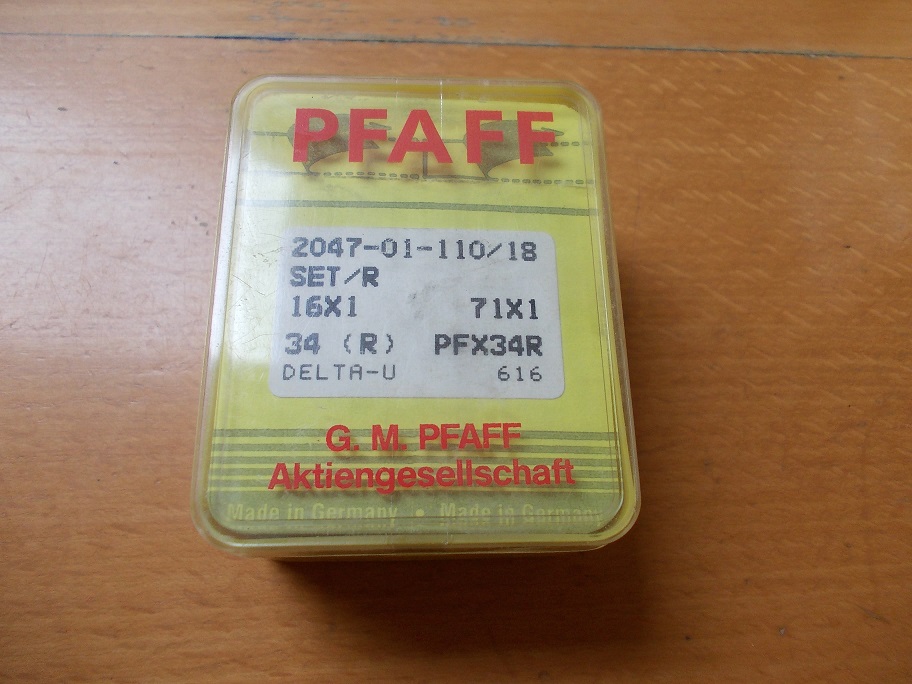 PFAFF
2047-01-110/18
SET/R
16X1 71X1
34 (R) PFX34R
DELTA-U 616
G. M. PFAFF
Aktiengesellschaft
Made in Germany • Made in Germany